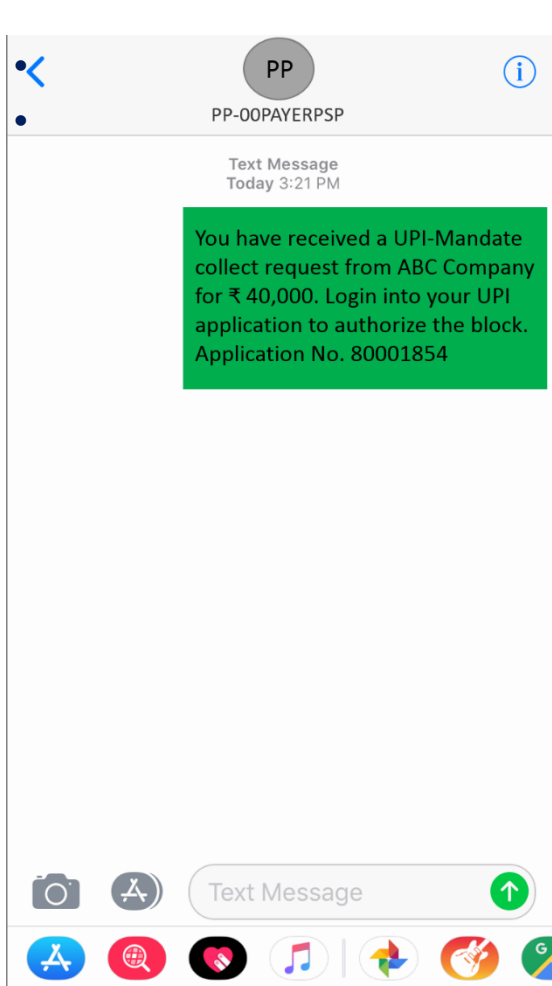 PP
PP-00PAYERPSP
Text Message
Today 3:21 PM
You have received a UPI-Mandate
collect request from ABC Company
for ₹ 40,000. Login into your UPI
application to authorize the block.
Application No. 80001854
Text Message
G